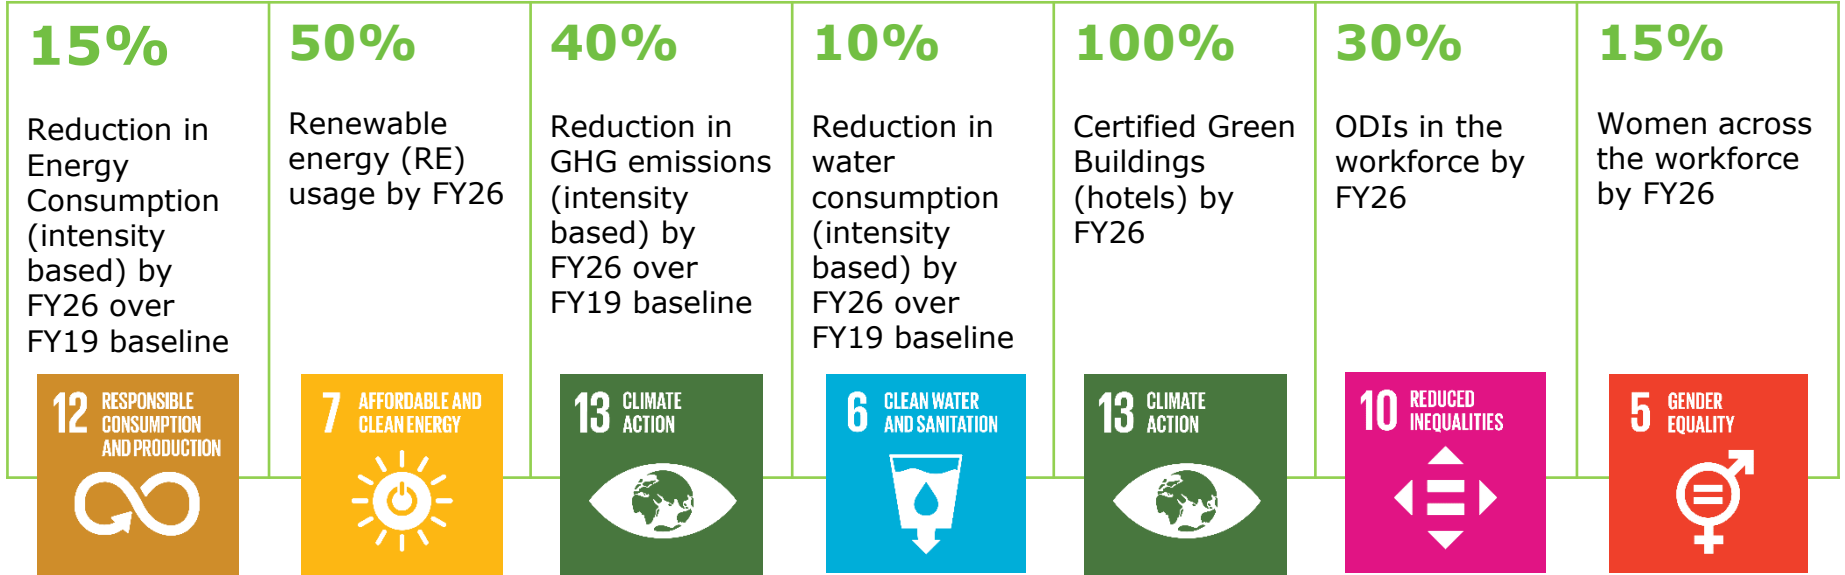 15%
Reduction in
Energy
Consumption
(intensity
based) by
FY26 over
FY19 baseline
12 RESPONSIBLE
CONSUMPTION
AND PRODUCTION
50%
Renewable
energy (RE)
usage by FY26
7 AFFORDABLE AND
CLEAN ENERGY
40%
Reduction in
GHG emissions
(intensity
based) by
FY26 over
FY19 baseline
13 CLIMATE
ACTION
10%
Reduction in
water
consumption
(intensity
based) by
FY26 over
FY19 baseline
6 CLEAN WATER
AND SANITATION
100%
Certified Green
Buildings
(hotels) by
FY26
13 CLIMATE
ACTION
30%
ODIs in the
workforce by
FY26
10 REDUCED
INEQUALITIES
15%
Women across
the workforce
by FY26
5 GENDER
EQUALITY